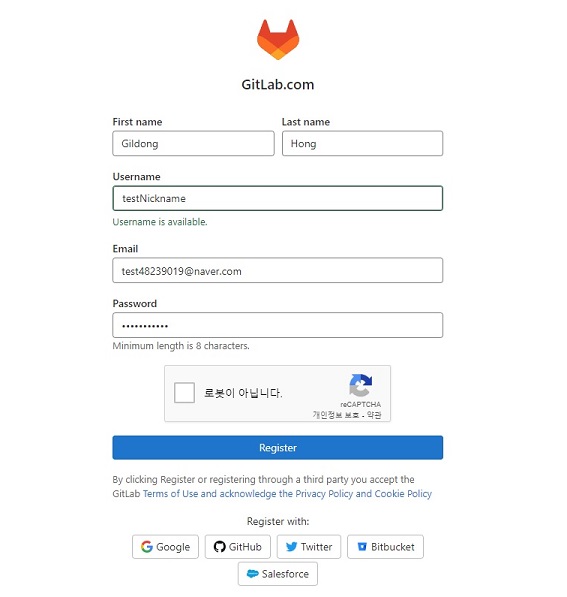 GitLab.com
First name Last name
Gildong Hong
Username
testNickname
Username is available.
Email
test48239019@naver.com
Password
•••••••••••
Minimum length is 8 characters.
로봇이 아닙니다.
reCAPTCHA
개인정보 보호 - 약관
Register
By clicking Register or registering through a third party you accept the
GitLab Terms of Use and acknowledge the Privacy Policy and Cookie Policy
Register with:
Google GitHub Twitter Bitbucket
Salesforce